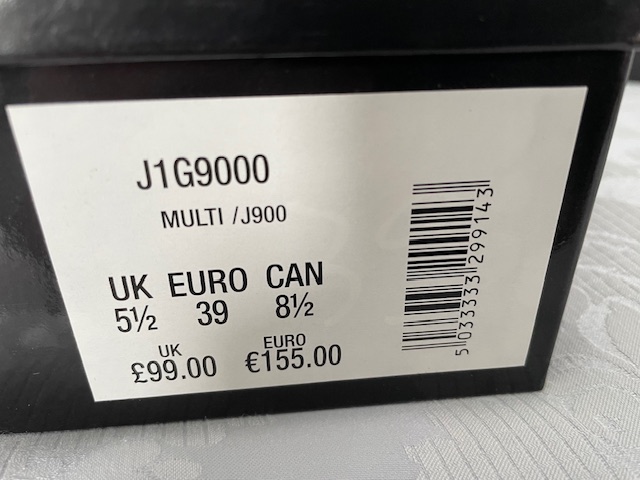 J1G9000
MULTI /J900
UK EURO CAN
5½ 39 8½
UK EURO
£99.00 €155.00
5033333299143